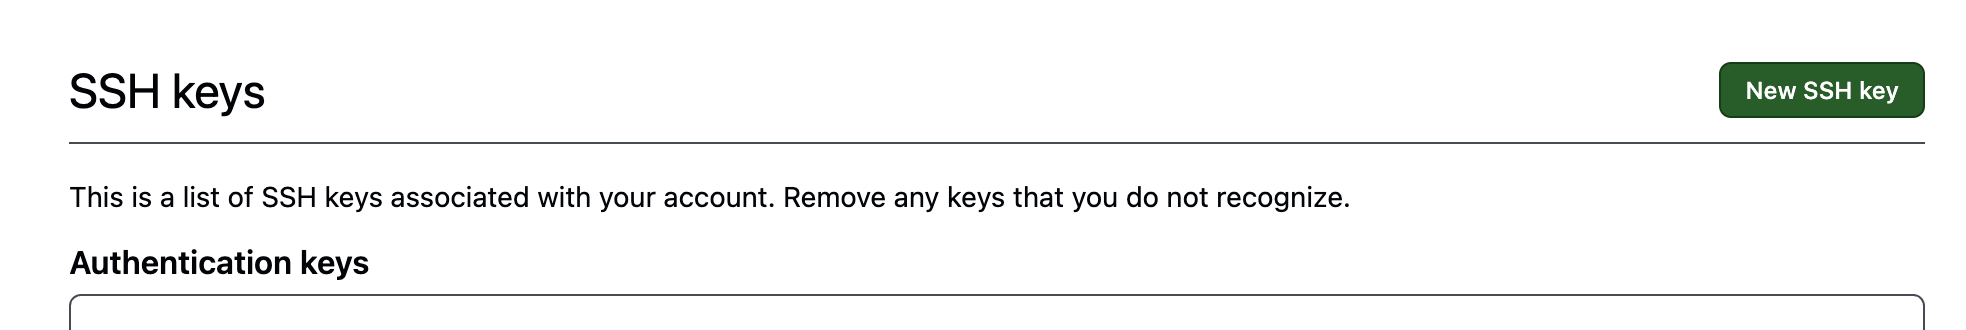 SSH keys
New SSH key
This is a list of SSH keys associated with your account. Remove any keys that you do not recognize.
Authentication keys